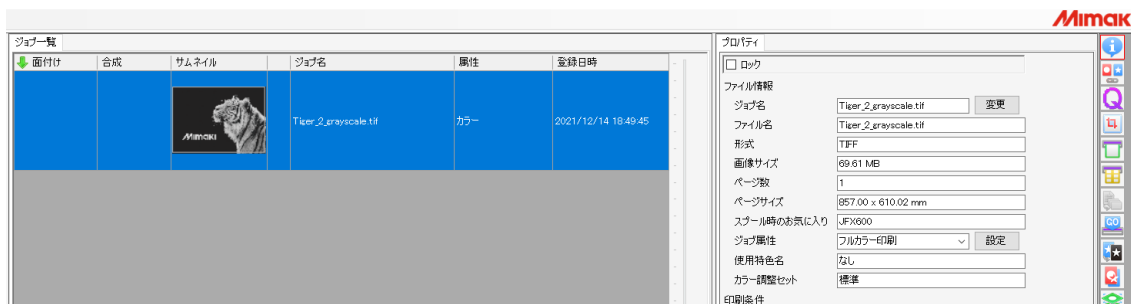 Mimak
ジョブ一覧
面付け 合成 サムネイル ジョブ名 属性 登録日時
Mimaki
Tiger_2_grayscale.tif カラー 2021/12/14 18:49:45
プロパティ
ロック
ファイル情報
ジョブ名 Tiger_2_grayscale.tif 変更
ファイル名 Tiger_2_grayscale.tif
形式 TIFF
画像サイズ 69.61 MB
ページ数 1
ページサイズ 857.00 x 610.02 mm
スプール時のお気に入り JFX600
ジョブ属性 フルカラー印刷 設定
使用特色名 なし
カラー調整セット 標準
印刷条件
GO